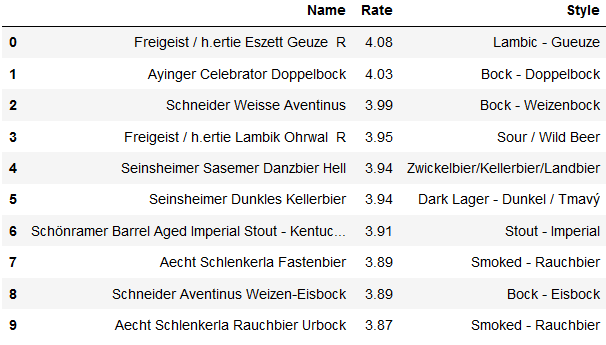 Name Rate Style
0 Freigeist / h.ertie Eszett Geuze R 4.08 Lambic - Gueuze
1 Ayinger Celebrator Doppelbock 4.03 Bock - Doppelbock
2 Schneider Weisse Aventinus 3.99 Bock - Weizenbock
3 Freigeist / h.ertie Lambik Ohrwal R 3.95 Sour / Wild Beer
4 Seinsheimer Sasemer Danzbier Hell 3.94 Zwickelbier/Kellerbier/Landbier
5 Seinsheimer Dunkles Kellerbier 3.94 Dark Lager - Dunkel / Tmavý
6 Schönramer Barrel Aged Imperial Stout - Kentuc... 3.91 Stout - Imperial
7 Aecht Schlenkerla Fastenbier 3.89 Smoked - Rauchbier
8 Schneider Aventinus Weizen-Eisbock 3.89 Bock - Eisbock
9 Aecht Schlenkerla Rauchbier Urbock 3.87 Smoked - Rauchbier